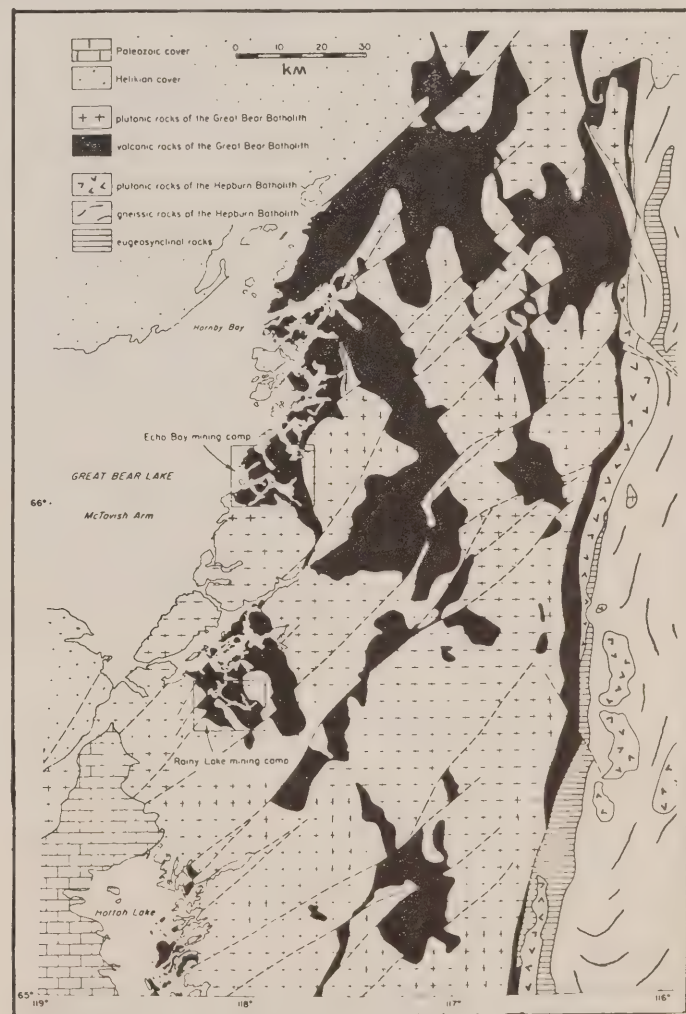 Paleozoic cover
Helikian cover
plutonic rocks of the Great Bear Batholith
volcanic rocks of the Great Bear Batholith
plutonic rocks of the Hepburn Batholith
gneissic rocks of the Hepburn Batholith
eugeosynclinal rocks
0 10 20 30
KM
Hornby Bay
Echo Bay mining camp
GREAT BEAR LAKE
66°
McTavish Arm
Rainy Lake mining camp
Hottah Lake
65°
119° 118° 117° 116°